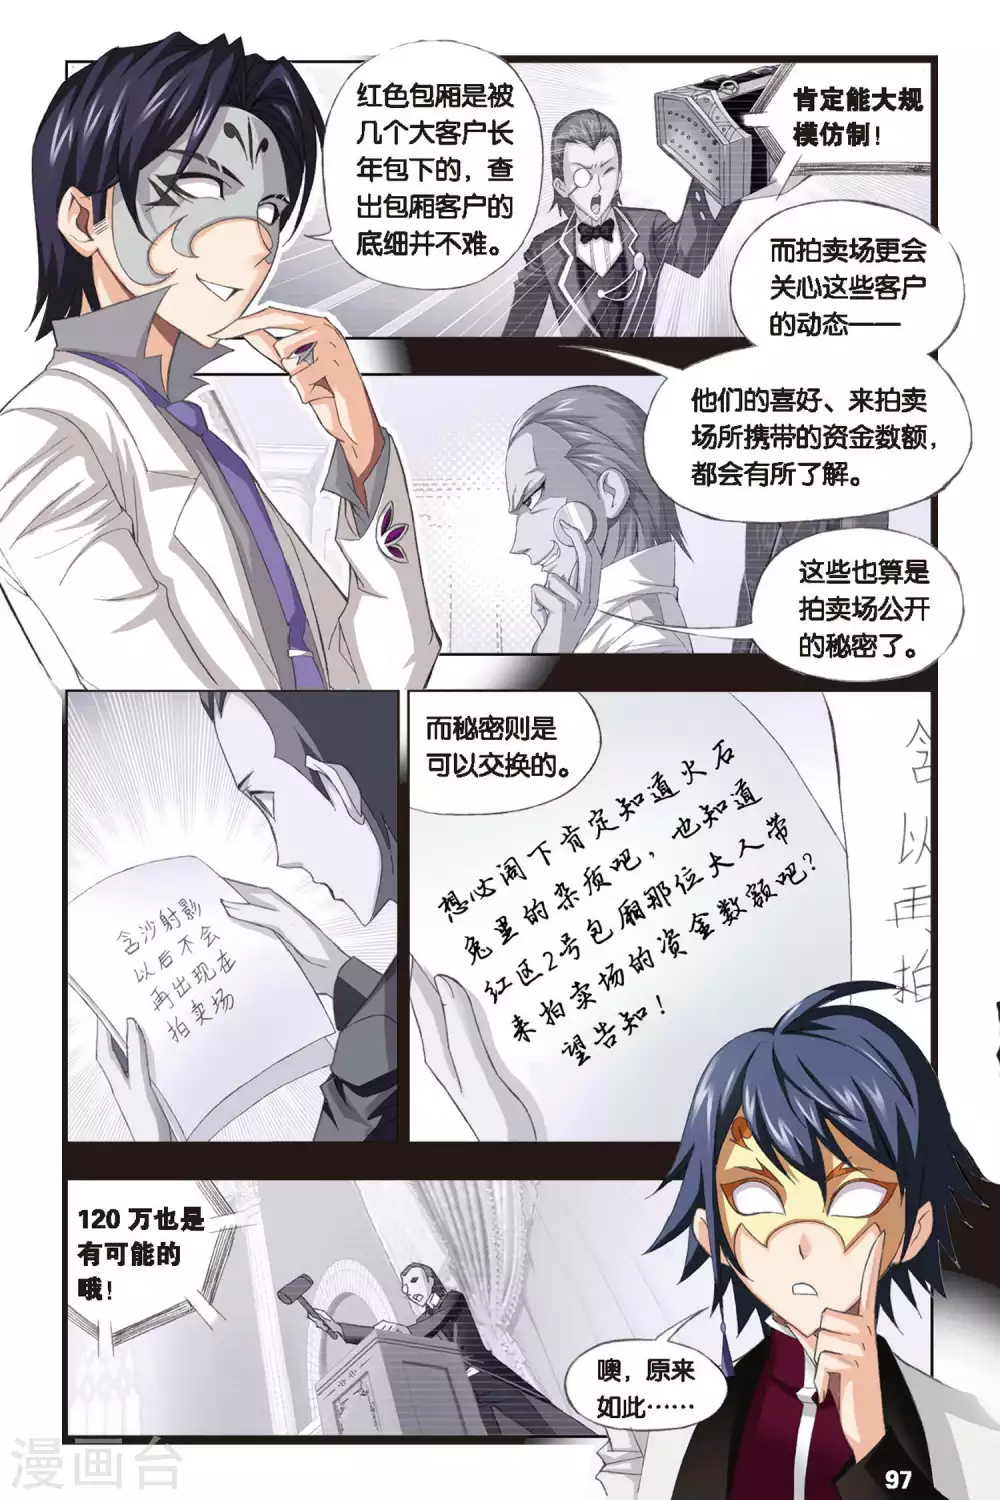 红色包厢是被
几个大客户长
年包下的，查
出包厢客户的
底细并不难。
肯定能大规
模仿制！
而拍卖场更会
关心这些客户
的动态——
他们的喜好、来拍卖
场所携带的资金数额，
都会有所了解。
这些也算是
拍卖场公开
的秘密了。
含沙射影
以后不会
再出现在
拍卖场
而秘密则是
可以交换的。
想必阁下肯定知道火石
兔里的杂质吧，也知道
红区2号包厢那位大人带
来拍卖场的资金数额吧？
望告知！
含
以
再
拍
120万也是
有可能的
哦！
噢，原来
如此……
漫画台
97